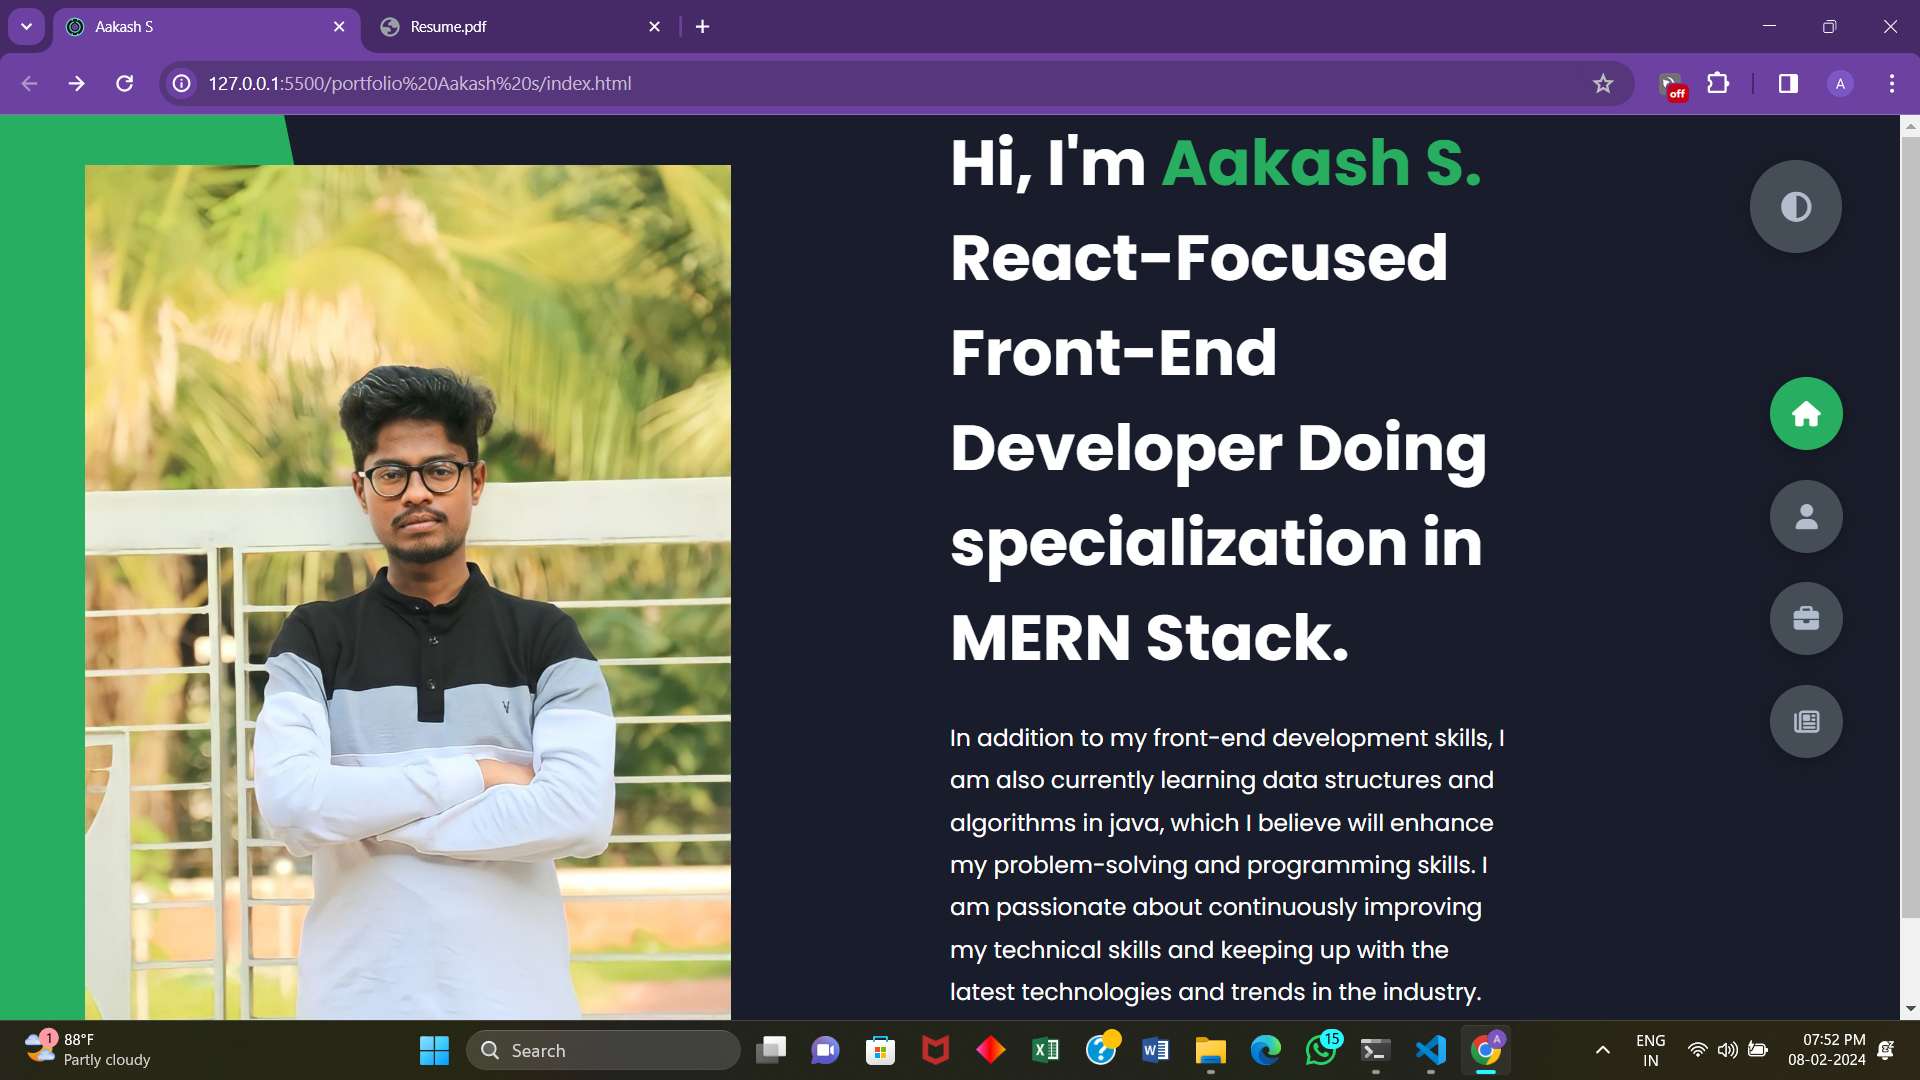 Aakash S
Resume.pdf
127.0.0.1:5500/portfolio%20Aakash%20s/index.html
off
A
Hi, I'm Aakash S.
React-Focused
Front-End
Developer Doing
specialization in
MERN Stack.
In addition to my front-end development skills, I
am also currently learning data structures and
algorithms in java, which I believe will enhance
my problem-solving and programming skills. I
am passionate about continuously improving
my technical skills and keeping up with the
latest technologies and trends in the industry.
1
88°F
Partly cloudy
Search
15
A
ENG
IN
07:52 PM
08-02-2024